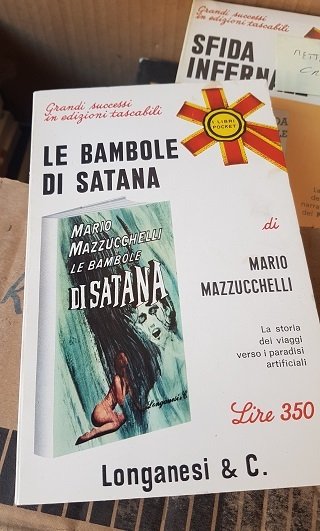 Grandi successi
in edizioni tascabili
I LIBRI
POCKET
LE BAMBOLE
DI SATANA
MARIO
MAZZUCCHELLI
LE BAMBOLE
DI SATANA
Longanesi & C.
di
MARIO
MAZZUCCHELLI
La storia
dei viaggi
verso i paradisi
artificiali
Lire 350
Longanesi & C.
Grandi successi
in edizioni tascabili
SFIDA
INFERNA